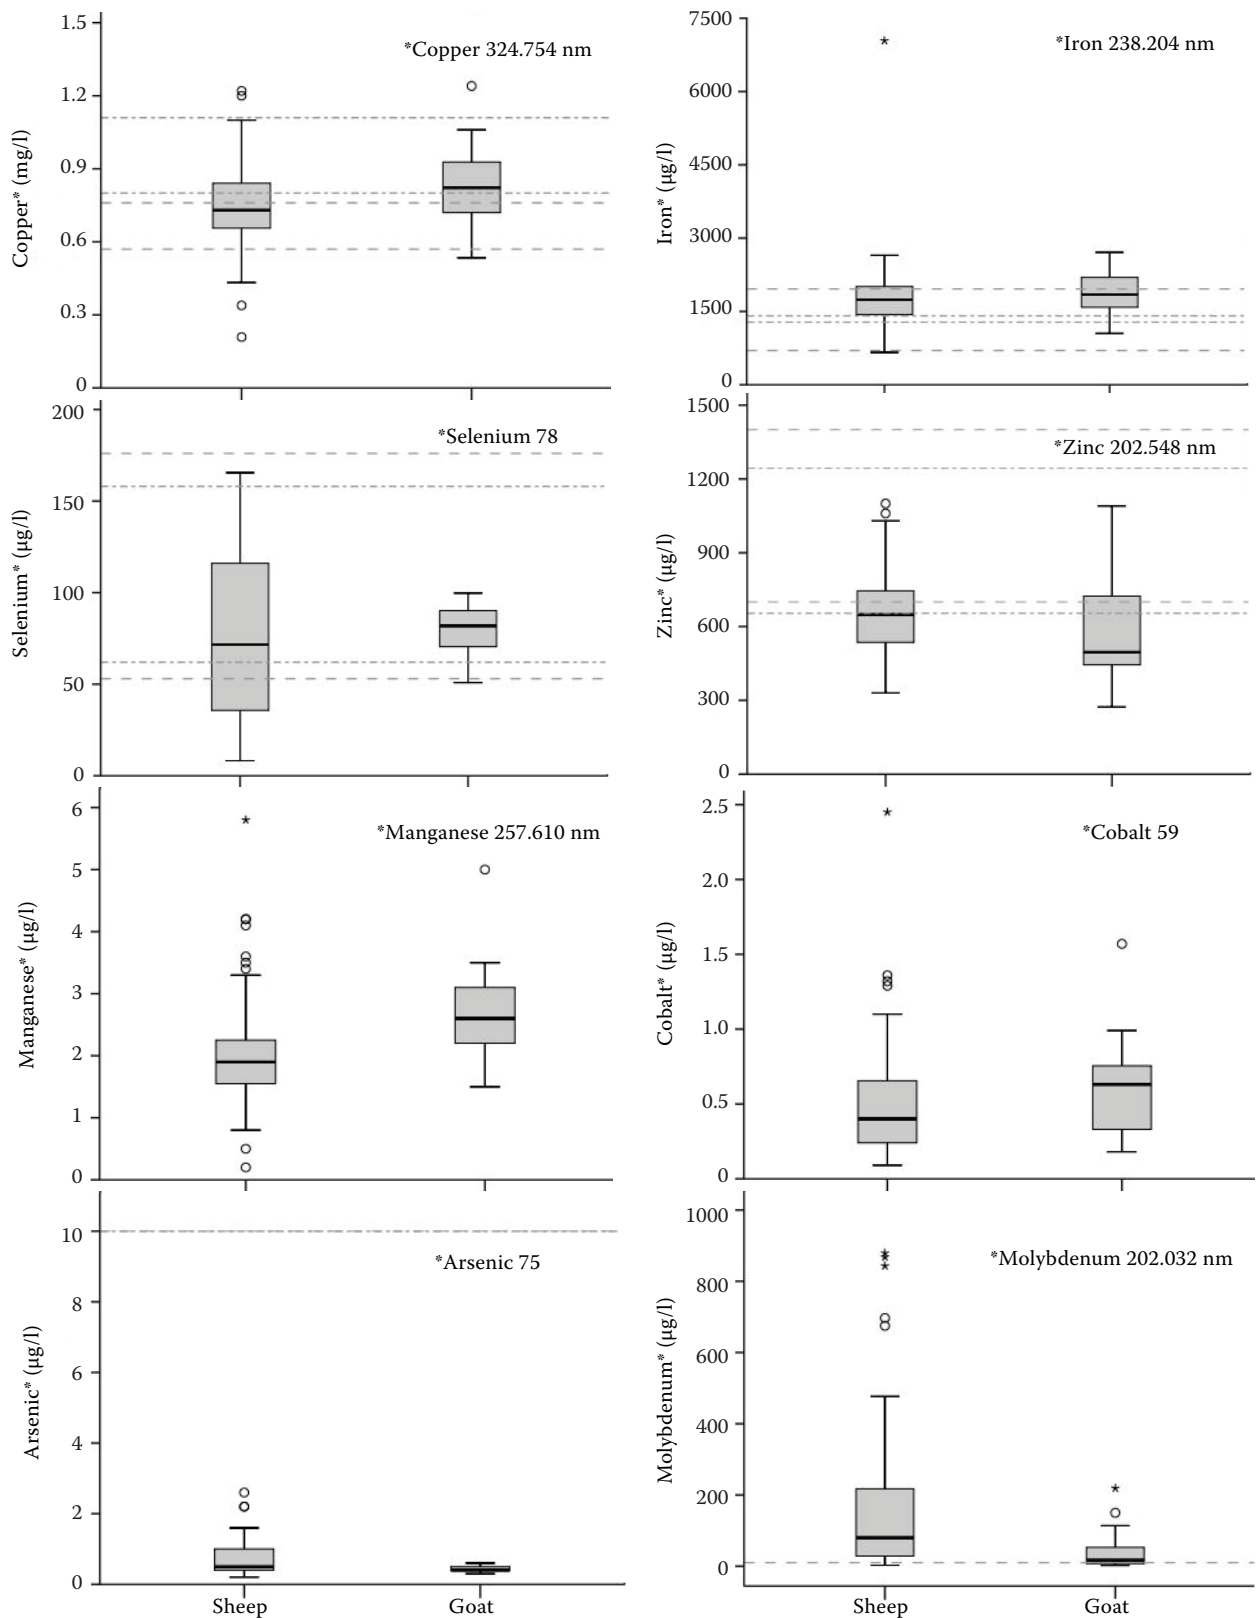 1.5
1.2
0.9
0.6
0.3
0
Copper* (mg/l)
*Copper 324.754 nm
7500
6000
4500
3000
1500
0
Iron* (µg/l)
*Iron 238.204 nm
200
150
100
50
0
Selenium* (µg/l)
*Selenium 78
1500
1200
900
600
300
0
Zinc* (µg/l)
*Zinc 202.548 nm
6
5
4
3
2
1
0
Manganese* (µg/l)
*Manganese 257.610 nm
2.5
2.0
1.5
1.0
0.5
0
Cobalt* (µg/l)
*Cobalt 59
10
8
6
4
2
0
Arsenic* (µg/l)
*Arsenic 75
Sheep Goat
1000
800
600
400
200
0
Molybdenum* (µg/l)
*Molybdenum 202.032 nm
Sheep Goat